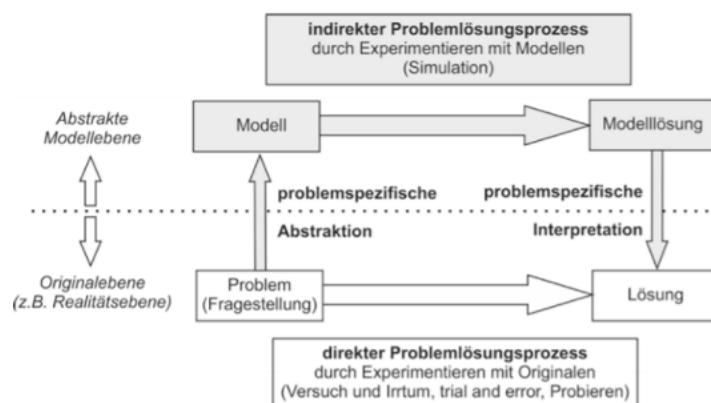 indirekter Problemlösungsprozess
durch Experimentieren mit Modellen
(Simulation)
Abstrakte
Modellebene
Modell
Modelllösung
problemspezifische
problemspezifische
Abstraktion
Interpretation
Originalebene
(z.B. Realitätsebene)
Problem
(Fragestellung)
Lösung
direkter Problemlösungsprozess
durch Experimentieren mit Originalen
(Versuch und Irrtum, trial and error, Probieren)